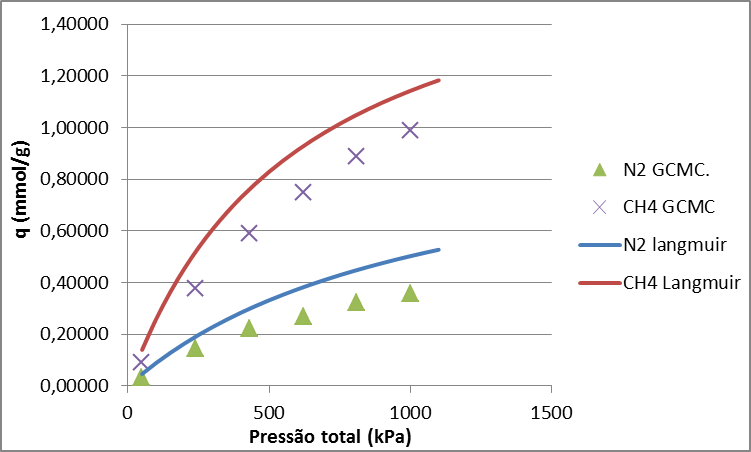 1,40000
1,20000
1,00000
0,80000
0,60000
0,40000
0,20000
0,00000
q (mmol/g)
0 500 1000 1500
Pressão total (kPa)
N2 GCMC.
CH4 GCMC
N2 langmuir
CH4 Langmuir